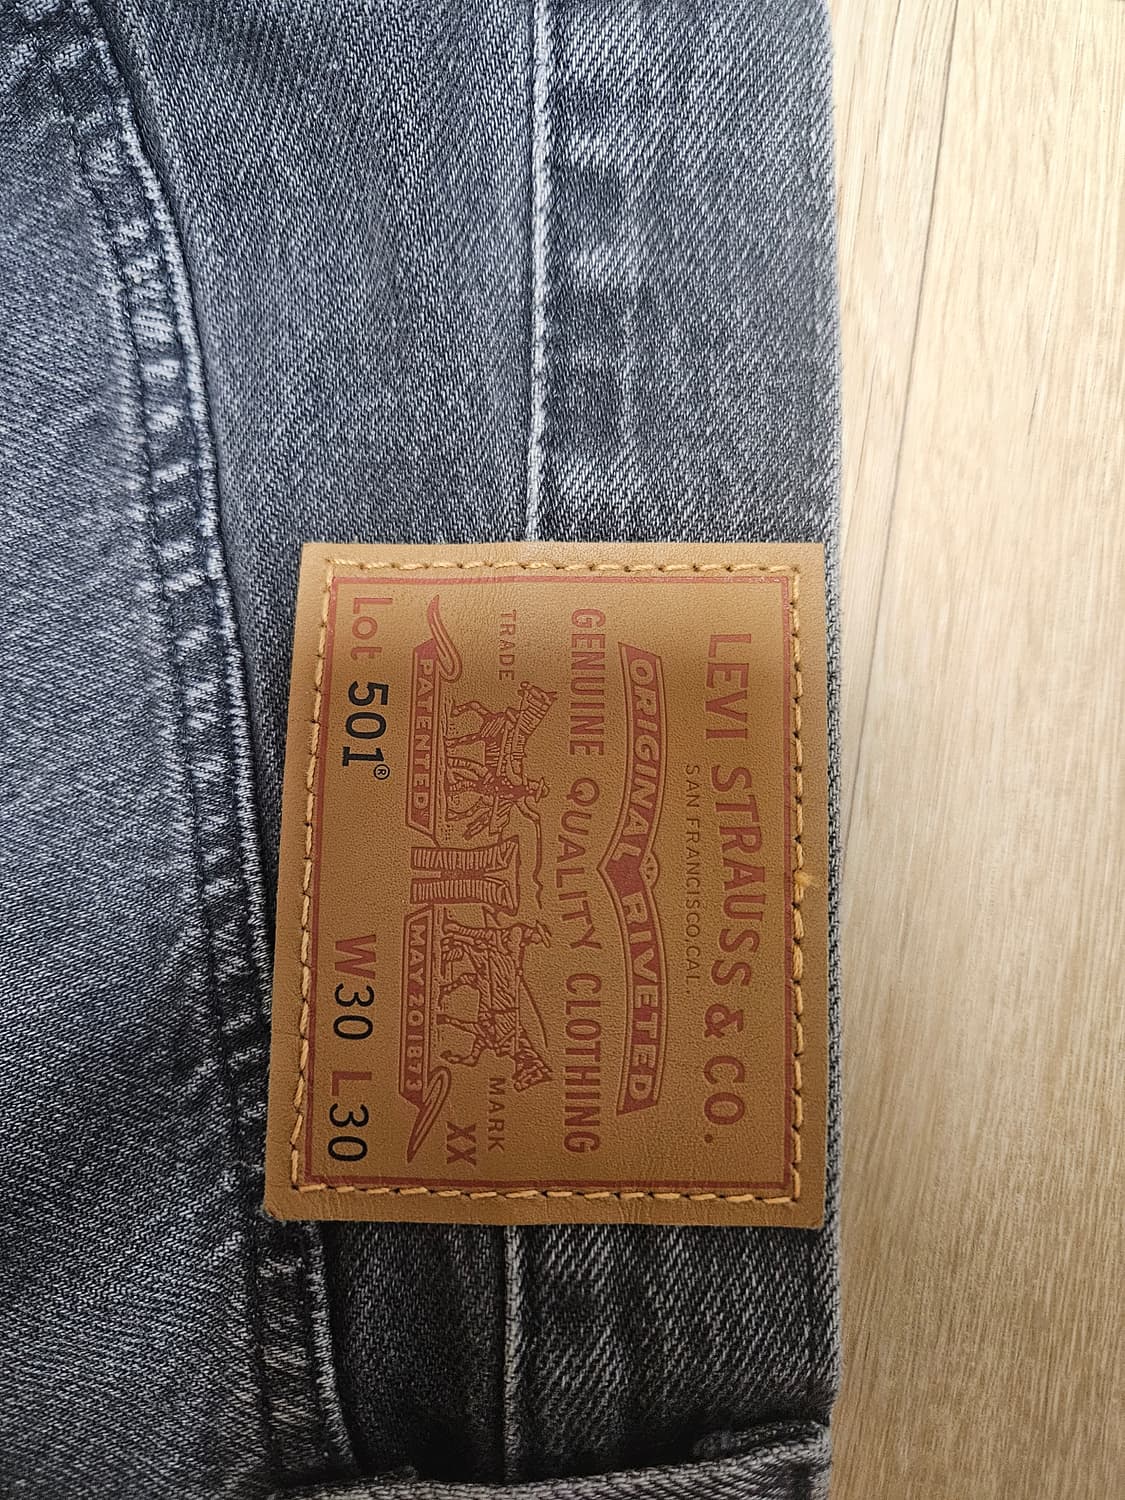 LEVI STRAUSS & CO.
SAN FRANCISCO, CAL.
ORIGINAL RIVETED
GENUINE QUALITY CLOTHING
TRADE MARK
XX
PATENTED MAY 20 1873
Lot 501® W30 L30